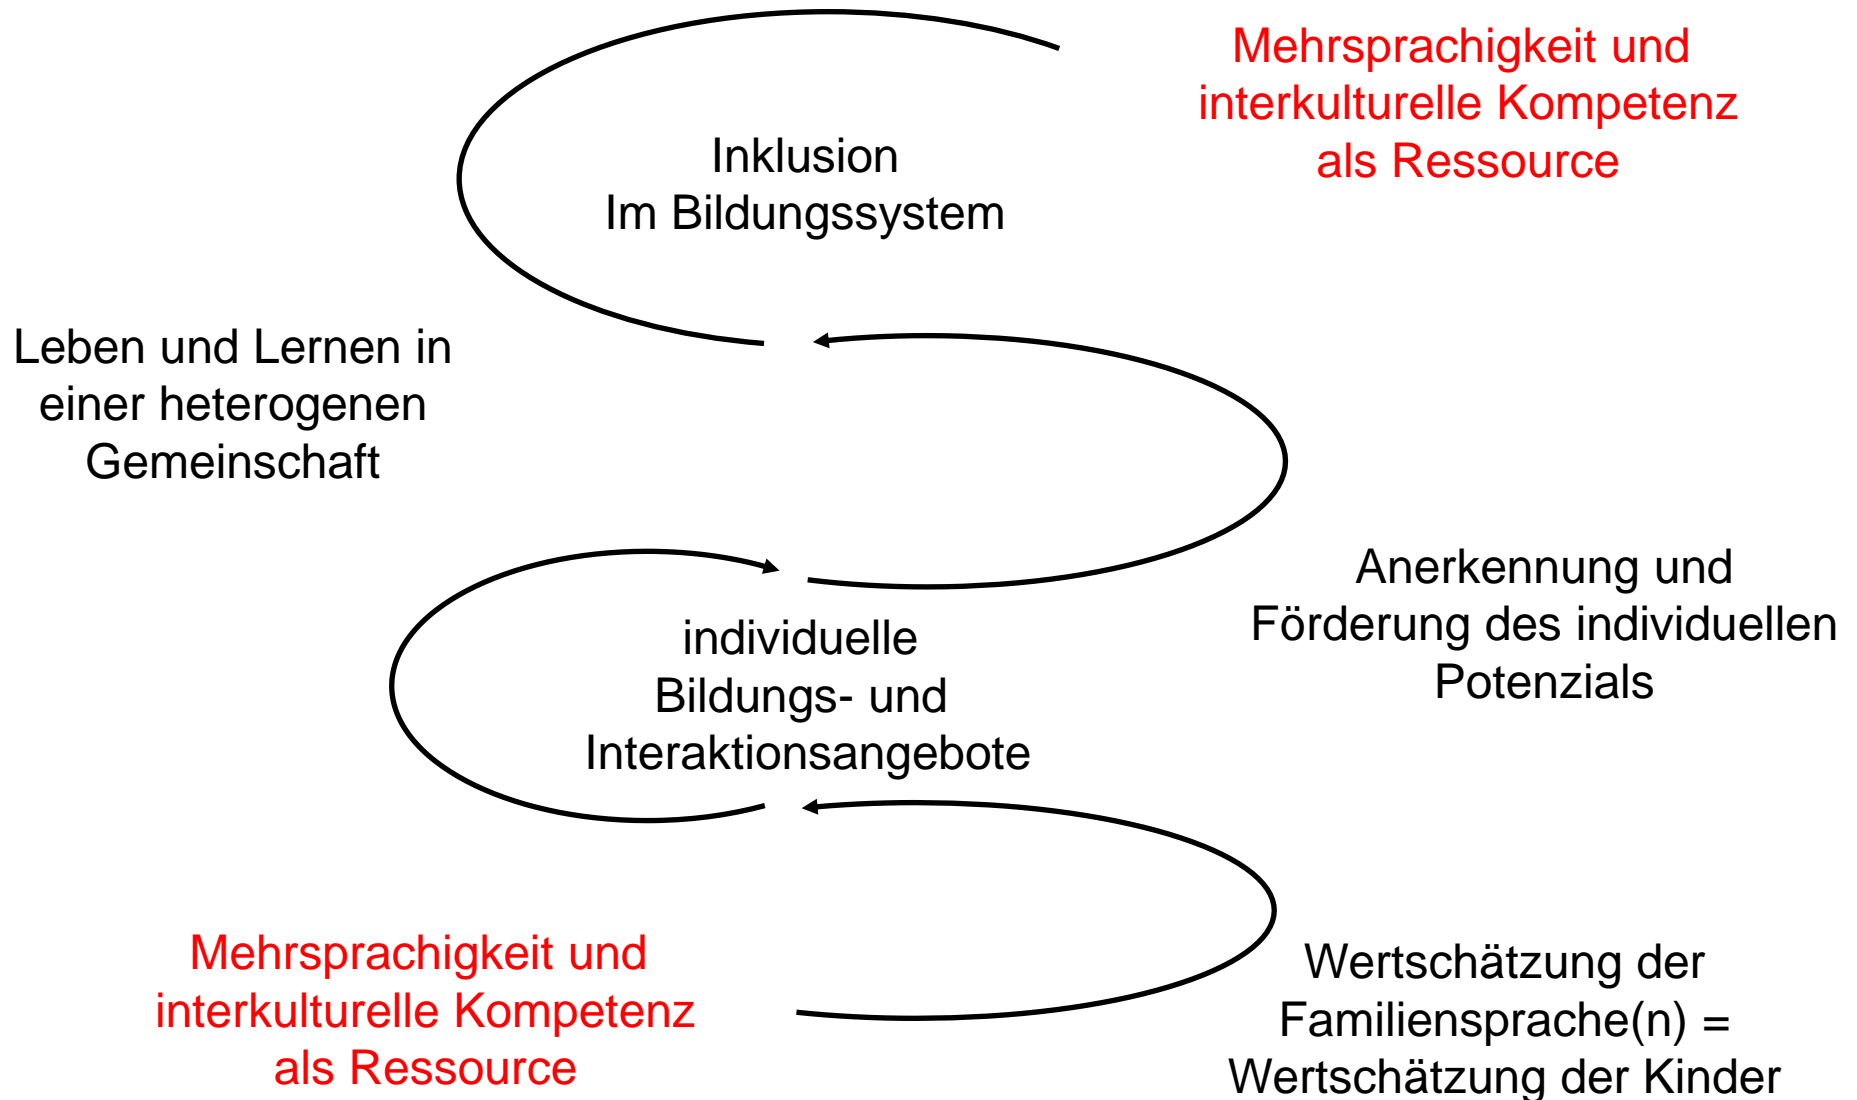 Mehrsprachigkeit und
interkulturelle Kompetenz
als Ressource
Inklusion
Im Bildungssystem
Leben und Lernen in
einer heterogenen
Gemeinschaft
Anerkennung und
Förderung des individuellen
Potenzials
individuelle
Bildungs- und
Interaktionsangebote
Mehrsprachigkeit und
interkulturelle Kompetenz
als Ressource
Wertschätzung der
Familiensprache(n) =
Wertschätzung der Kinder